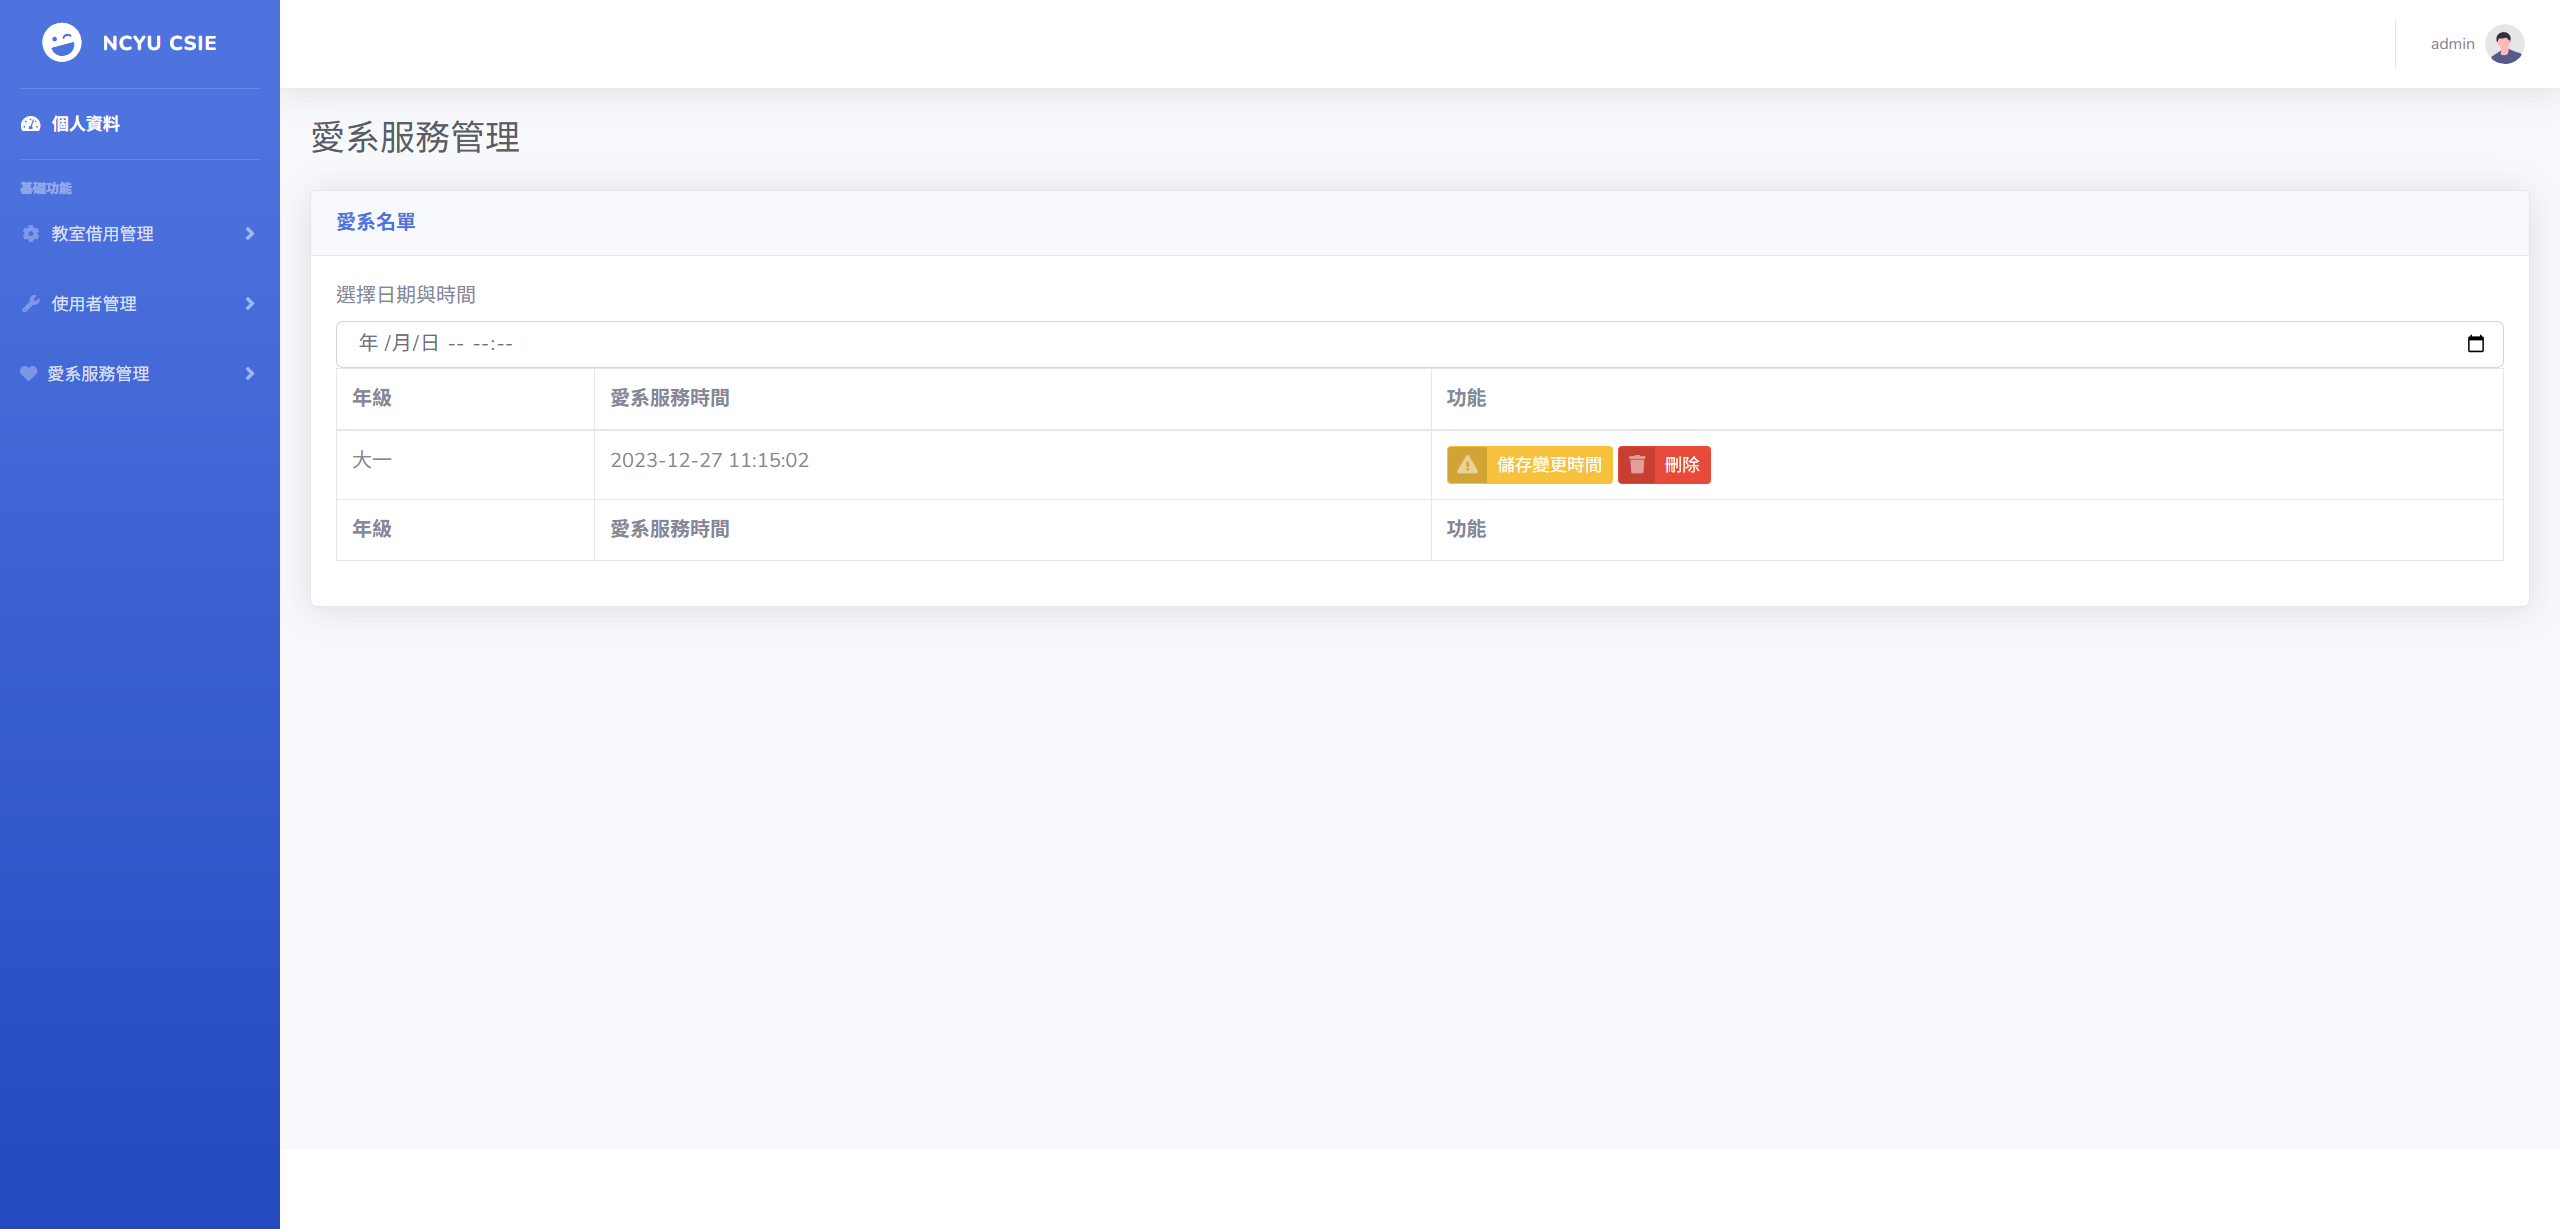 NCYU CSIE
admin
個人資料
基礎功能
教室借用管理
使用者管理
愛系服務管理
愛系服務管理
愛系名單
選擇日期與時間
年 /月/日 -- --:--
年級 愛系服務時間 功能
大一 2023-12-27 11:15:02 儲存變更時間 刪除
年級 愛系服務時間 功能